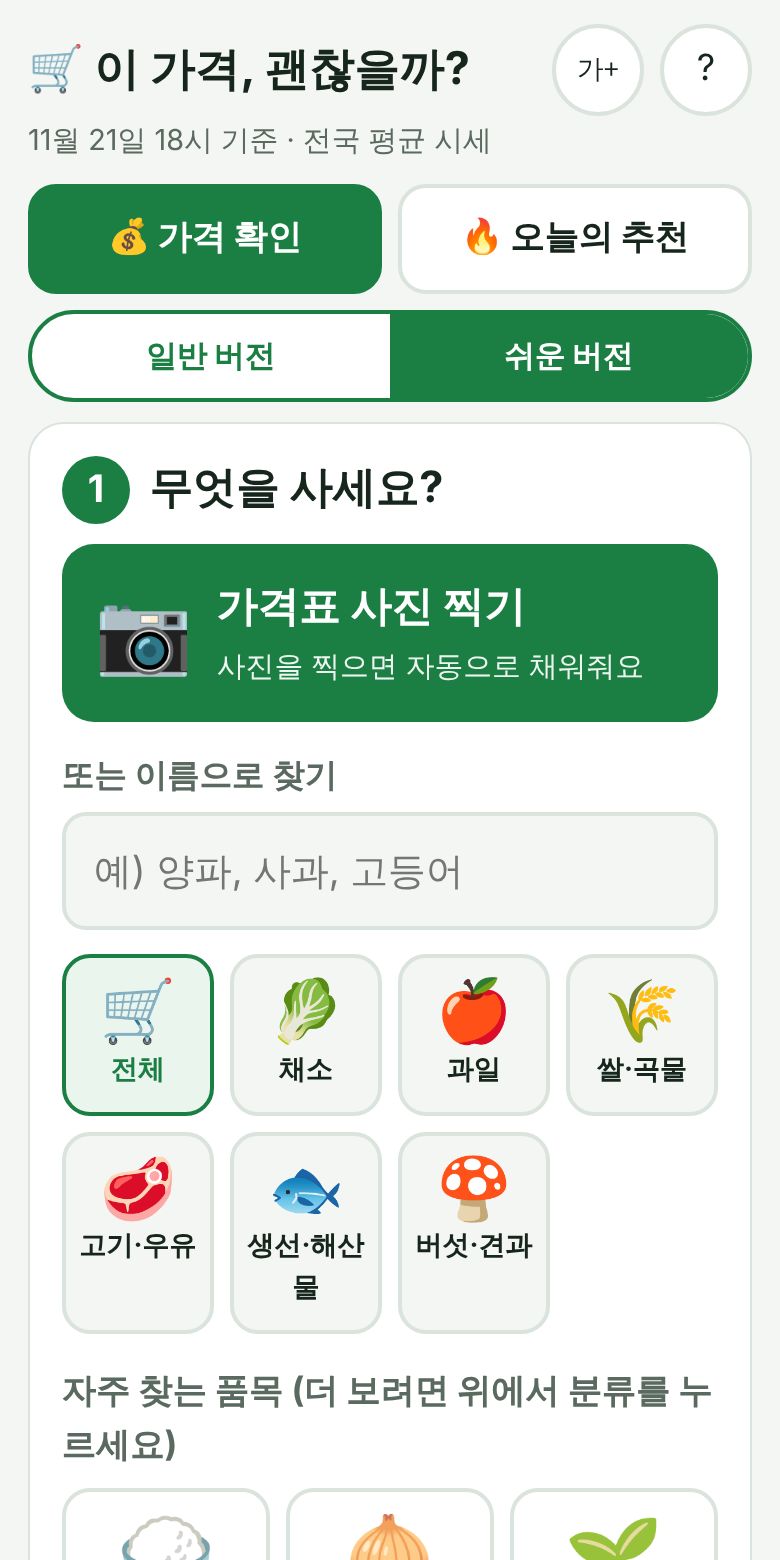 이 가격, 괜찮을까?
가+
?
11월 21일 18시 기준 · 전국 평균 시세
가격 확인
오늘의 추천
일반 버전
쉬운 버전
1 무엇을 사세요?
가격표 사진 찍기
사진을 찍으면 자동으로 채워줘요
또는 이름으로 찾기
예) 양파, 사과, 고등어
전체
채소
과일
쌀·곡물
고기·우유
생선·해산
물
버섯·견과
자주 찾는 품목 (더 보려면 위에서 분류를 누
르세요)